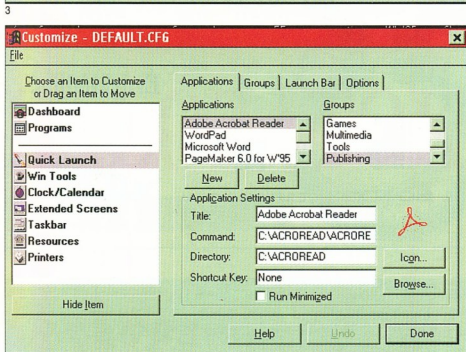 3
Customize - DEFAULT.CFG
File
Choose an Item to Customize
or Drag an Item to Move
Dashboard
Programs
Quick Launch
Win Tools
Clock/Calendar
Extended Screens
Taskbar
Resources
Printers
Hide Item
Applications Groups Launch Bar Options
Applications
Adobe Acrobat Reader
WordPad
Microsoft Word
PageMaker 6.0 for W'95
Groups
Games
Multimedia
Tools
Publishing
New Delete
Application Settings
Title: Adobe Acrobat Reader
Command: C:\ACROREAD\ACRORE
Directory: C:\ACROREAD
Shortcut Key: None
Run Minimized
Icon...
Browse...
Help Undo Done